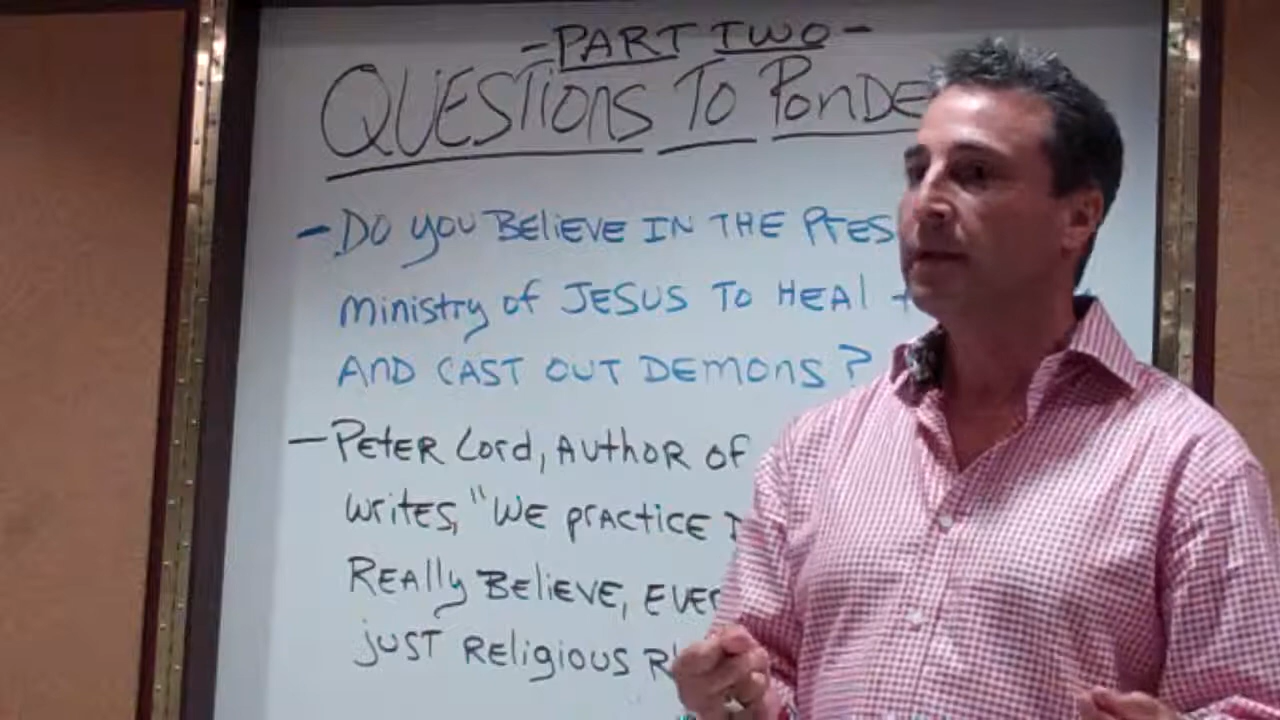 - PART TWO -
QUESTIONS TO PONDE
- DO YOU BELIEVE IN THE PRES
MINISTRY OF JESUS TO HEAL +
AND CAST OUT DEMONS?
- PETER LORD, AUTHOR OF
WRITES, "WE PRACTICE D
REALLY BELIEVE, EVER
JUST RELIGIOUS R